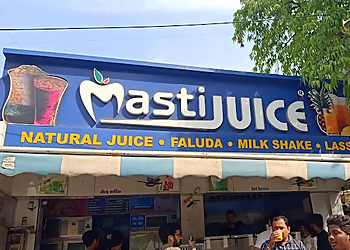 Masti JUICE ®
NATURAL JUICE • FALUDA • MILK SHAKE • LASS